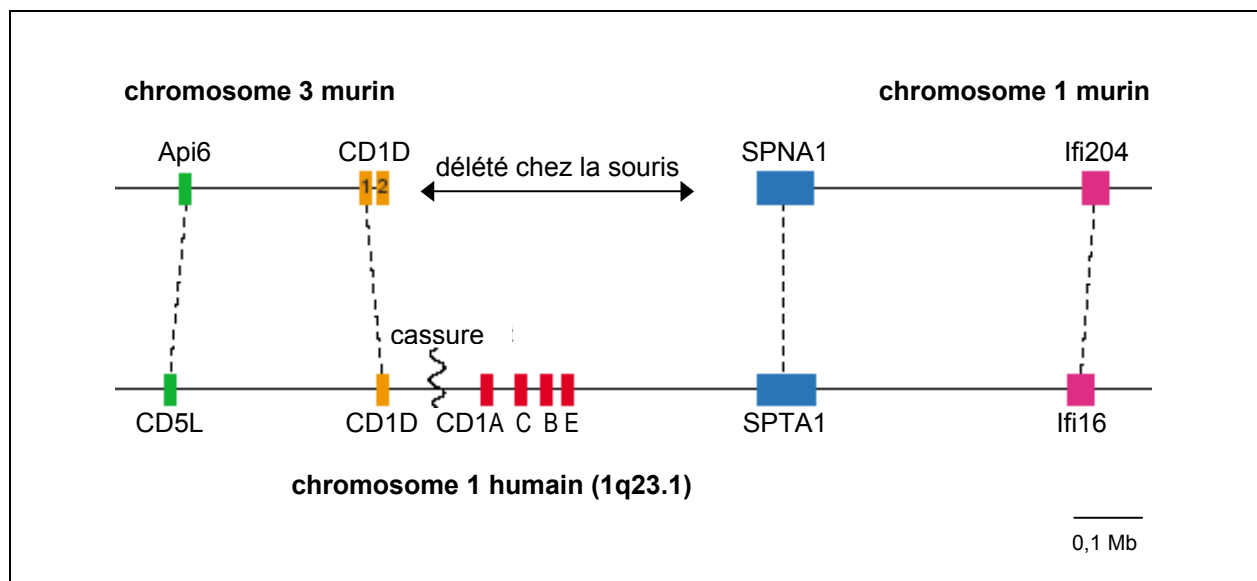 chromosome 3 murin chromosome 1 murin
Api6 CD1D délété chez la souris SPNA1 Ifi204
1 2
cassure
CD5L CD1D CD1A C B E SPTA1 Ifi16
chromosome 1 humain (1q23.1)
0,1 Mb